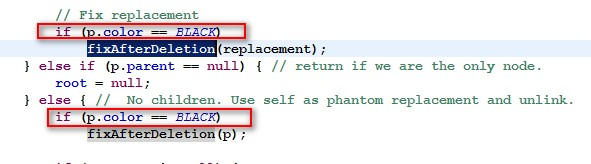 // Fix replacement
if (p.color == BLACK)
fixAfterDeletion(replacement);
} else if (p.parent == null) { // return if we are the only node.
root = null;
} else { //  No children. Use self as phantom replacement and unlink.
if (p.color == BLACK)
fixAfterDeletion(p);